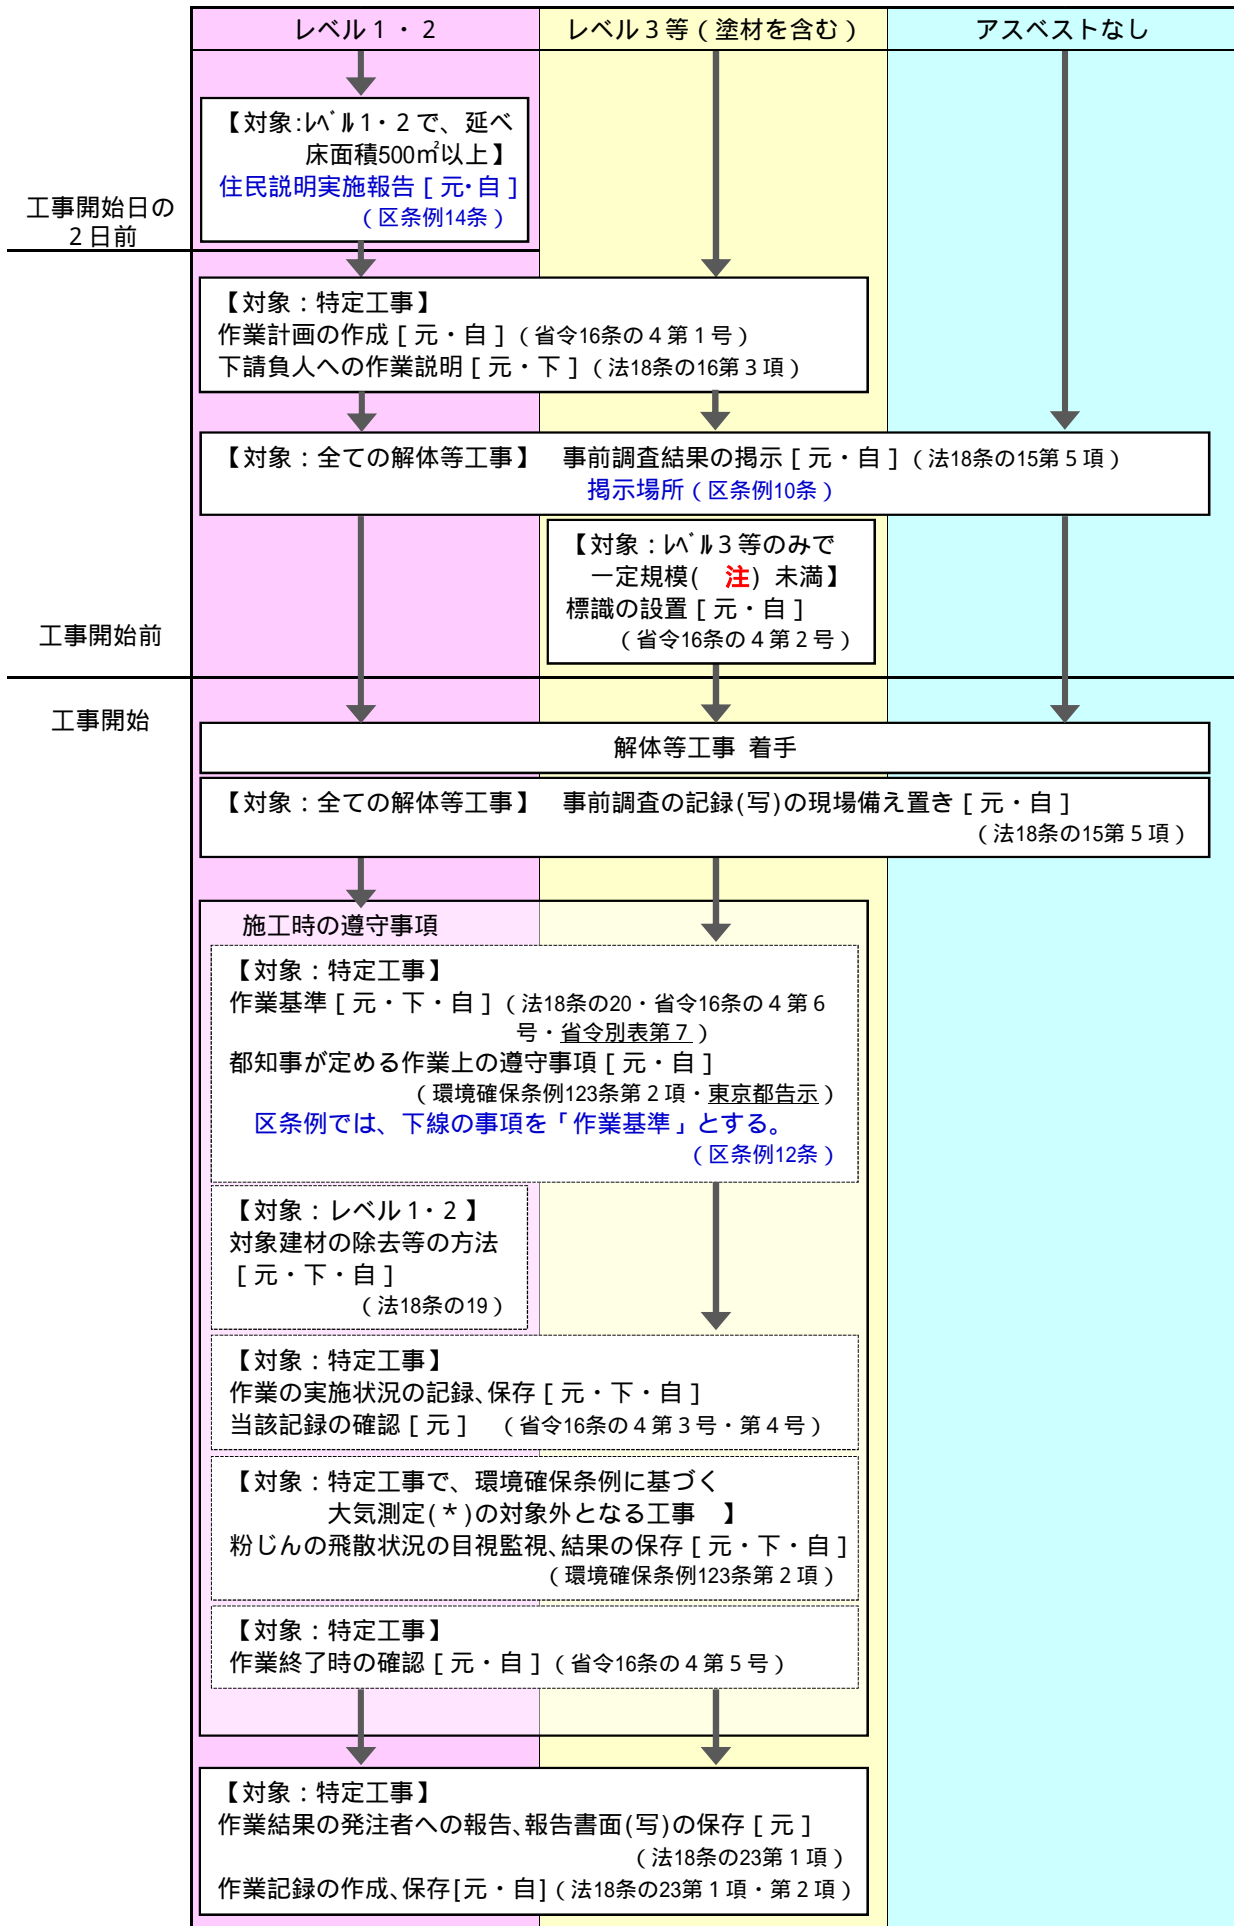 レベル１・２
レベル３等（塗材を含む）
アスベストなし
【対象：ﾚﾍﾞﾙ１・２で、延べ
床面積500㎡以上】
住民説明実施報告［元・自］
（区条例14条）
工事開始日の
２日前
【対象：特定工事】
作業計画の作成［元・自］（省令16条の４第１号）
下請負人への作業説明［元・下］（法18条の16第３項）
【対象：全ての解体等工事】　事前調査結果の掲示［元・自］（法18条の15第５項）
掲示場所（区条例10条）
【対象：ﾚﾍﾞﾙ３等のみで
一定規模(　注) 未満】
標識の設置［元・自］
（省令16条の４第２号）
工事開始前
工事開始
解体等工事 着手
【対象：全ての解体等工事】　事前調査の記録(写)の現場備え置き［元・自］
（法18条の15第５項）
施工時の遵守事項
【対象：特定工事】
作業基準［元・下・自］（法18条の20・省令16条の４第６
号・省令別表第７）
都知事が定める作業上の遵守事項［元・自］
（環境確保条例123条第２項・東京都告示）
区条例では、下線の事項を「作業基準」とする。
（区条例12条）
【対象：レベル１・２】
対象建材の除去等の方法
［元・下・自］
（法18条の19）
【対象：特定工事】
作業の実施状況の記録、保存［元・下・自］
当該記録の確認［元］　（省令16条の４第３号・第４号）
【対象：特定工事で、環境確保条例に基づく
大気測定(＊)の対象外となる工事　】
粉じんの飛散状況の目視監視、結果の保存［元・下・自］
（環境確保条例123条第２項）
【対象：特定工事】
作業終了時の確認［元・自］（省令16条の４第５号）
【対象：特定工事】
作業結果の発注者への報告、報告書面(写)の保存［元］
（法18条の23第１項）
作業記録の作成、保存[元・自]（法18条の23第１項・第２項）